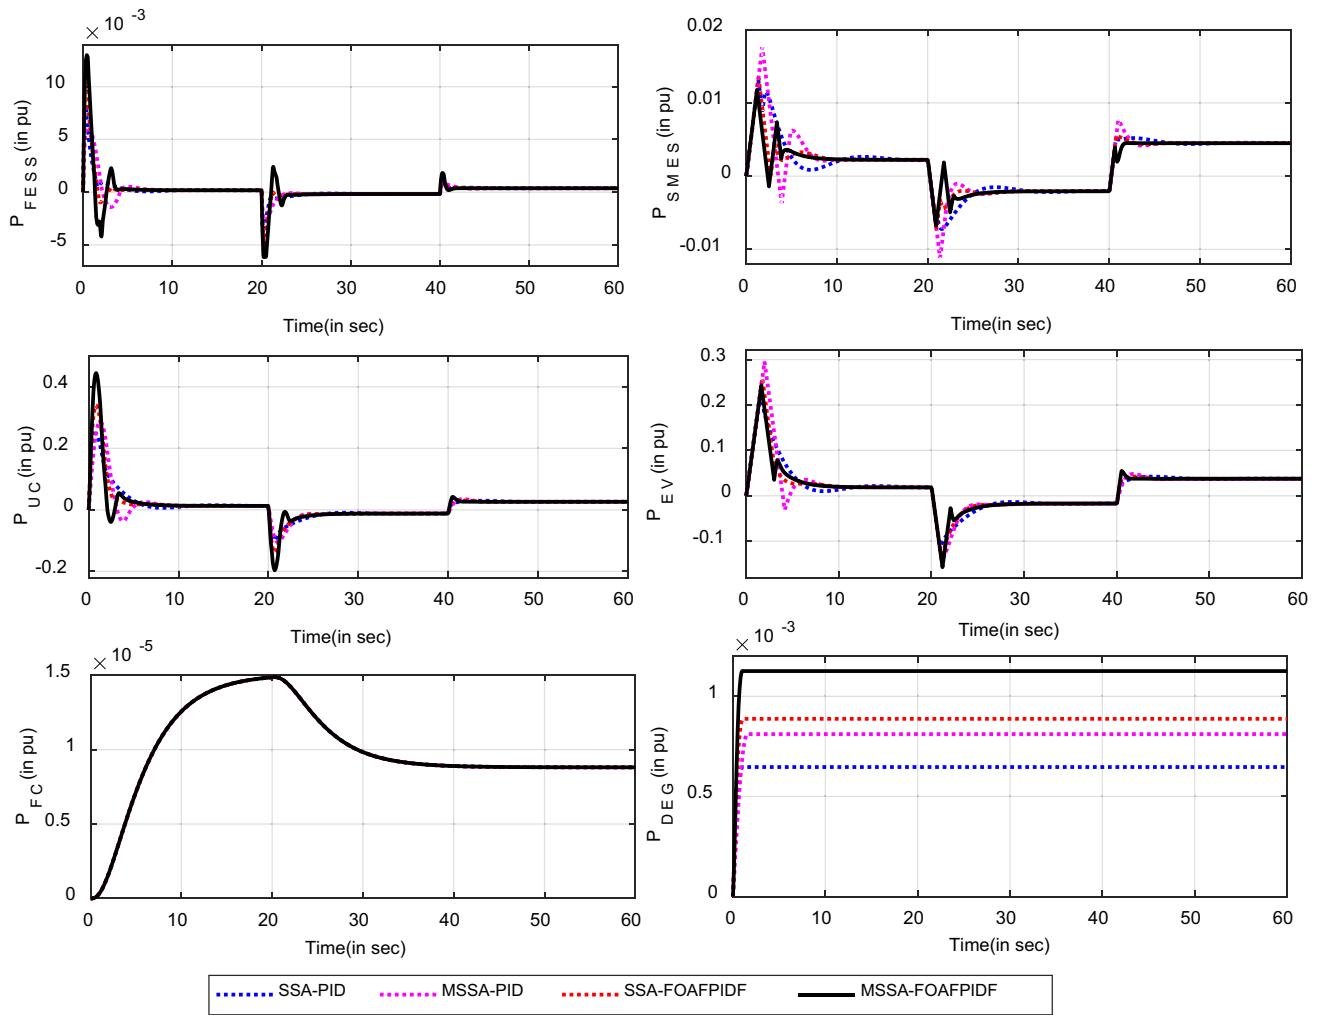 × 10 -3
10
5
0
-5
P FESS (in pu)
0 10 20 30 40 50 60
Time(in sec)
0.02
0.01
0
-0.01
P SMES (in pu)
0 10 20 30 40 50 60
Time(in sec)
0.4
0.2
0
-0.2
P UC (in pu)
0 10 20 30 40 50 60
Time(in sec)
0.3
0.2
0.1
0
-0.1
P EV (in pu)
0 10 20 30 40 50 60
Time(in sec)
× 10 -5
1.5
1
0.5
0
P FC (in pu)
0 10 20 30 40 50 60
Time(in sec)
× 10 -3
1
0.5
0
P DEG (in pu)
0 10 20 30 40 50 60
Time(in sec)
SSA-PID MSSA-PID SSA-FOAFPIDF MSSA-FOAFPIDF